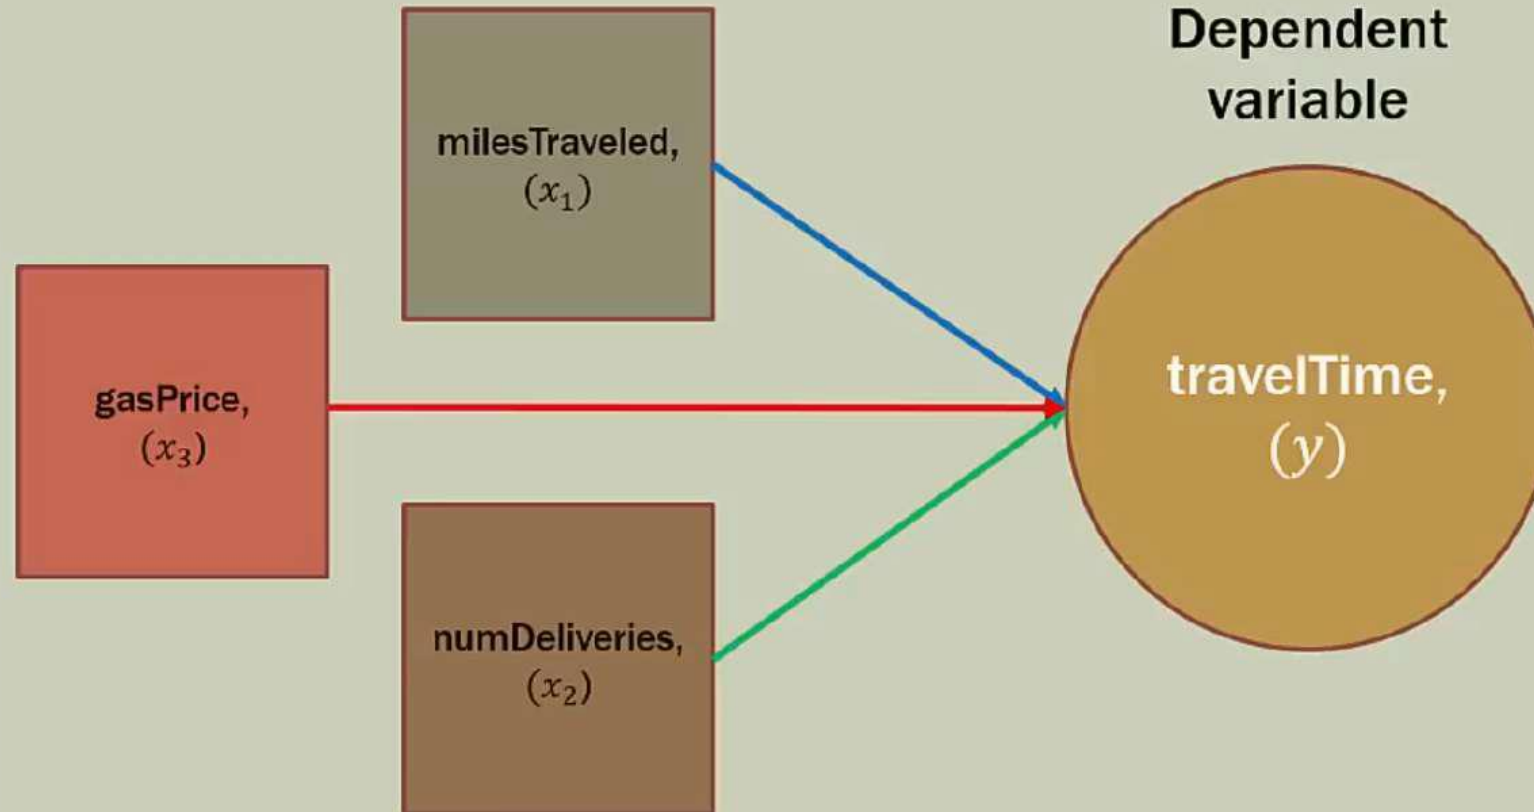 Dependent
variable
milesTraveled,
(x₁)
gasPrice,
(x₃)
travelTime,
(y)
numDeliveries,
(x₂)